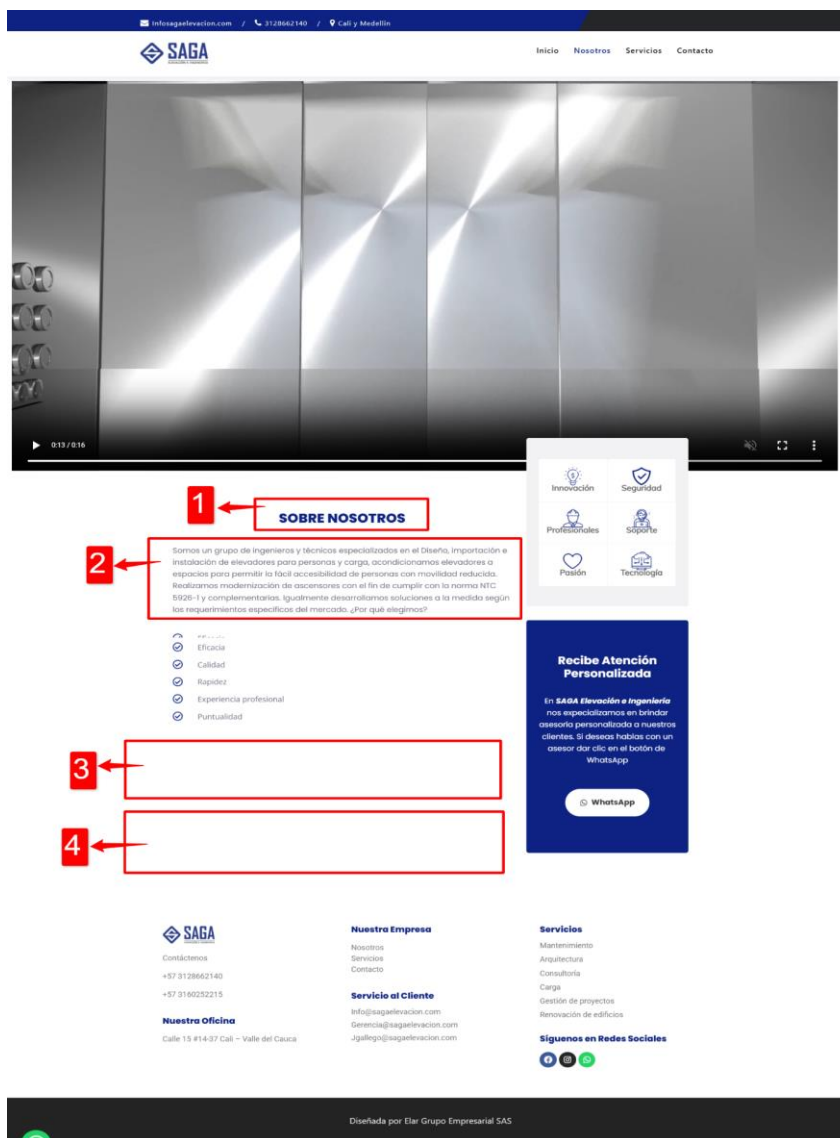 Infosagaelevacion.com / 3128662140 / Cali y Medellin
SAGA
Inicio Nosotros Servicios Contacto
0:13 / 0:16
Innovación Seguridad
Profesionales Soporte
Pasión Tecnología
1
SOBRE NOSOTROS
2
Somos un grupo de ingenieros y técnicos especializados en el Diseño, importación e
instalación de elevadores para personas y carga, acondicionamos elevadores a
espacios para permitir la fácil accesibilidad de personas con movilidad reducida.
Realizamos modernización de ascensores con el fin de cumplir con la norma NTC
5926-1 y complementarias. Igualmente desarrollamos soluciones a la medida según
los requerimientos específicos del mercado. ¿Por qué elegirnos?
Eficacia
Calidad
Rapidez
Experiencia profesional
Puntualidad
Recibe Atención
Personalizada
En SAGA Elevación e Ingeniería
nos expecializamos en brindar
asesoría personalizada a nuestros
clientes. Si deseas hablas con un
asesor dar clic en el botón de
WhatsApp
WhatsApp
3
4
SAGA
Contáctenos
+57 3128662140
+57 3160252215
Nuestra Oficina
Calle 15 #14-37 Cali – Valle del Cauca
Nuestra Empresa
Nosotros
Servicios
Contacto
Servicio al Cliente
Info@sagaelevacion.com
Gerencia@sagaelevacion.com
Jgallego@sagaelevacion.com
Servicios
Mantenimiento
Arquitectura
Consultoría
Carga
Gestión de proyectos
Renovación de edificios
Síguenos en Redes Sociales
Diseñada por Elar Grupo Empresarial SAS